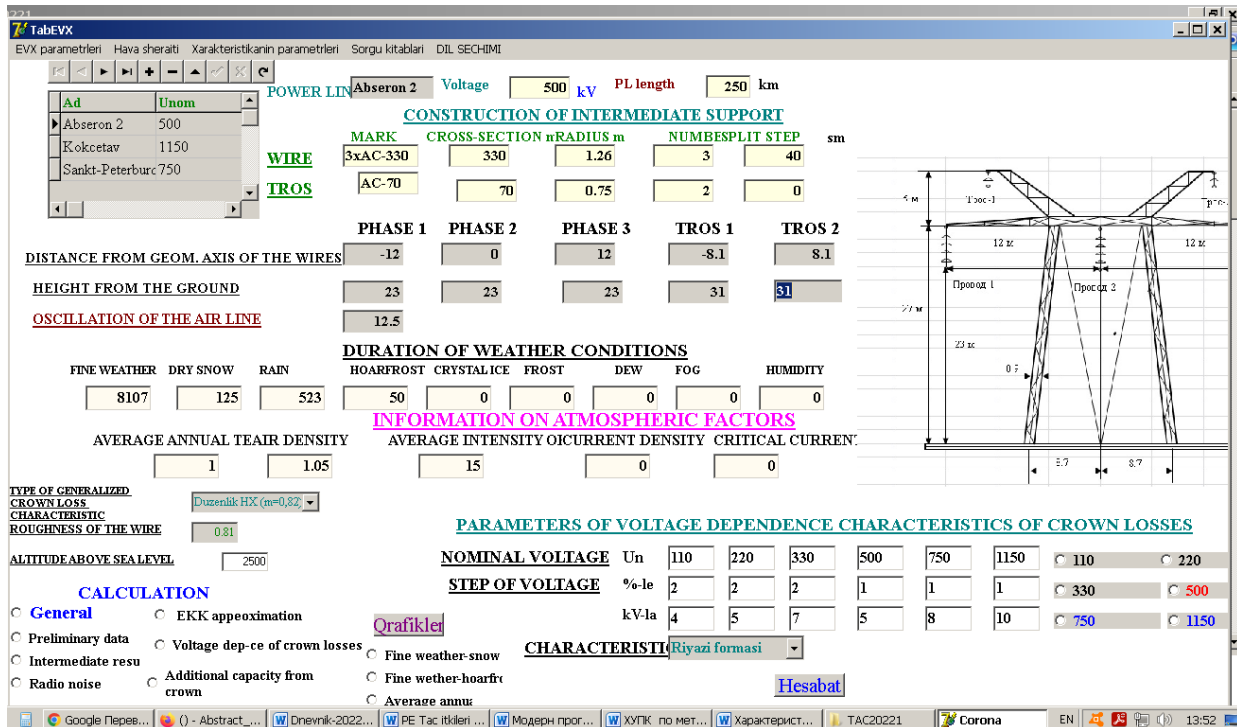 TabEVX
EVX parametrleri Hava sheraiti Xarakteristikanin parametrleri Sorgu kitablari DIL SECHIMI
POWER LIN Abseron 2 Voltage 500 kV PL length 250 km
Ad Unom
Abseron 2 500
Kokcetav 1150
Sankt-Peterburc 750
CONSTRUCTION OF INTERMEDIATE SUPPORT
MARK CROSS-SECTION RADIUS m NUMBE SPLIT STEP sm
WIRE 3xAC-330 330 1.26 3 40
TROS AC-70 70 0.75 2 0
PHASE 1 PHASE 2 PHASE 3 TROS 1 TROS 2
DISTANCE FROM GEOM. AXIS OF THE WIRES -12 0 12 -8.1 8.1
HEIGHT FROM THE GROUND 23 23 23 31 31
OSCILLATION OF THE AIR LINE 12.5
12 м 12 м
Провод 1 Провод 2
23 м
8.7
DURATION OF WEATHER CONDITIONS
FINE WEATHER DRY SNOW RAIN HOARFROST CRYSTAL ICE FROST DEW FOG HUMIDITY
8107 125 523 50 0 0 0 0 0
INFORMATION ON ATMOSPHERIC FACTORS
AVERAGE ANNUAL TEAIR DENSITY AVERAGE INTENSITY OICURRENT DENSITY CRITICAL CURRENT
1 1.05 15 0 0
TYPE OF GENERALIZED
CROWN LOSS
CHARACTERISTIC
Duzenlik HX (m=0,82)
ROUGHNESS OF THE WIRE 0.81
ALTITUDE ABOVE SEA LEVEL 2500
PARAMETERS OF VOLTAGE DEPENDENCE CHARACTERISTICS OF CROWN LOSSES
NOMINAL VOLTAGE Un 110 220 330 500 750 1150
STEP OF VOLTAGE %-le 2 2 2 1 1 1
kV-la 4 5 7 5 8 10
110 220
330 500
750 1150
CHARACTERISTI Riyazi formasi
Hesabat
CALCULATION
General EKK appeoximation
Preliminary data Voltage dep-ce of crown losses
Intermediate resu
Radio noise Additional capacity from
crown
Qrafikler
Fine weather-snow
Fine wether-hoarfre
Average annu
Google Перев... () - Abstract_... Dnevnik-2022... PE Tac itkileri ... Модерн прог... ХУПК по мет... Характерист... TAC20221 Corona EN 13:52